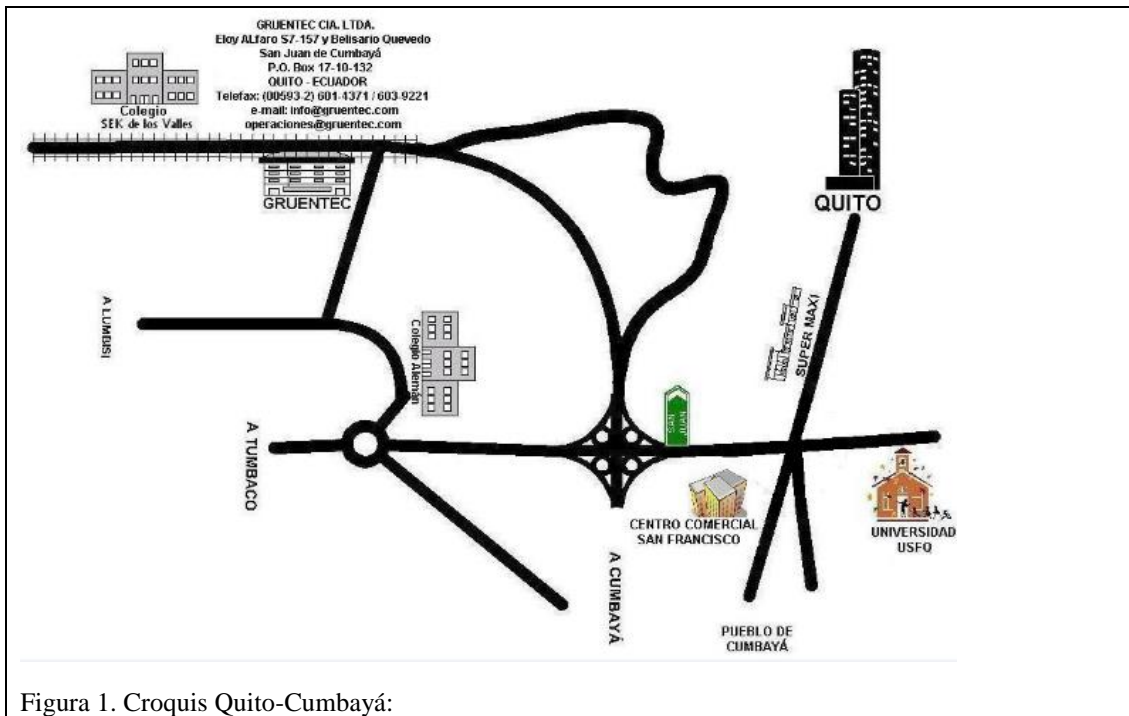 GRUENTEC CIA. LTDA.
Eloy ALfaro S7-157 y Belisario Quevedo
San Juan de Cumbayá
P.O. Box 17-10-132
QUITO - ECUADOR
Telefax: (00593-2) 601-4371 / 603-9221
e-mail: info@gruentec.com
operaciones@gruentec.com
Colegio
SEK de los Valles
GRUENTEC
QUITO
A LUMBISI
Colegio Alemán
SUPER MAXI
SAN
JUAN
A TUMBACO
CENTRO COMERCIAL
SAN FRANCISCO
UNIVERSIDAD
USFQ
A CUMBAYÁ
PUEBLO DE
CUMBAYÁ
Figura 1. Croquis Quito-Cumbayá: